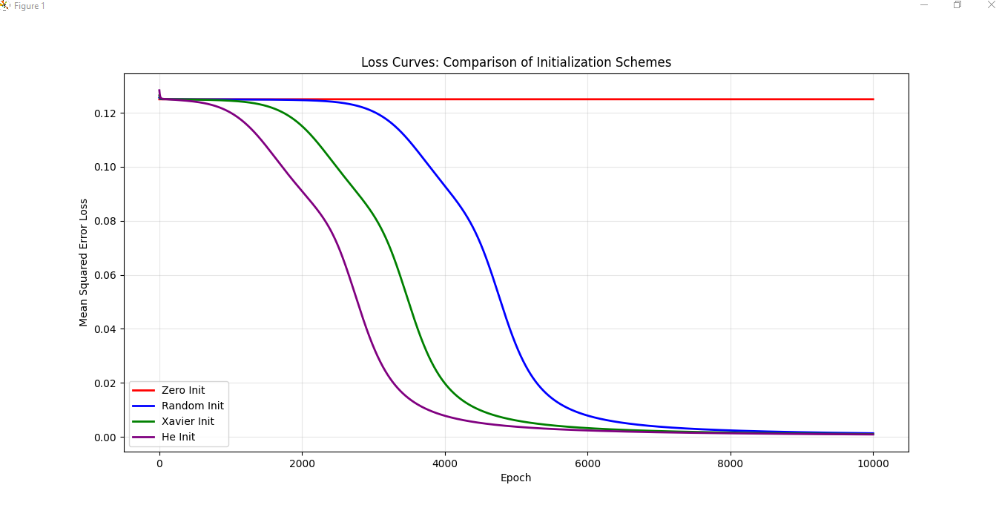 Figure 1
Loss Curves: Comparison of Initialization Schemes
Mean Squared Error Loss
0.12
0.10
0.08
0.06
0.04
0.02
0.00
Zero Init
Random Init
Xavier Init
He Init
0 2000 4000 6000 8000 10000
Epoch